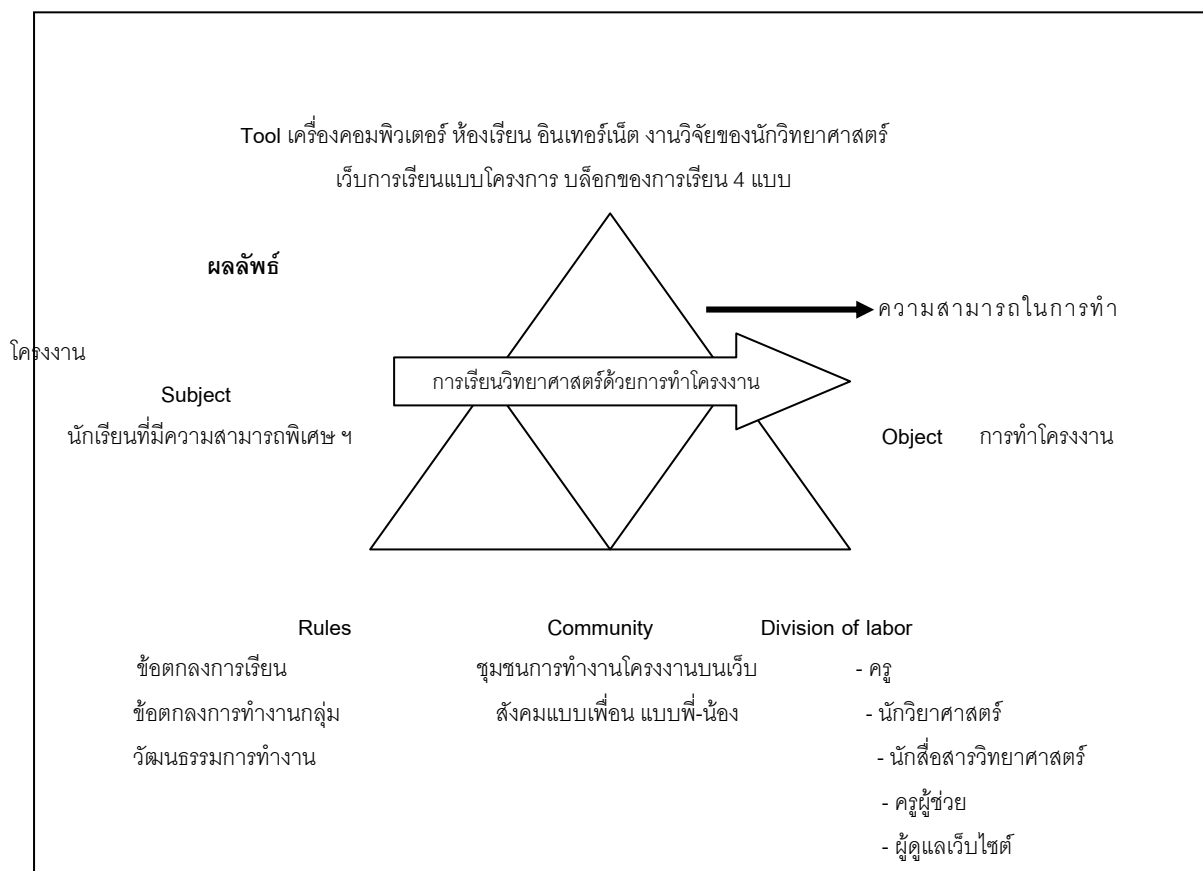 Tool เครื่องคอมพิวเตอร์ ห้องเรียน อินเทอร์เน็ต งานวิจัยของนักวิทยาศาสตร์
เว็บการเรียนแบบโครงการ บล็อกของการเรียน 4 แบบ
ผลลัพธ์
ความสามารถในการทำ
โครงงาน
การเรียนวิทยาศาสตร์ด้วยการทำโครงงาน
Subject
นักเรียนที่มีความสามารถพิเศษ ฯ
Object การทำโครงงาน
Rules Community Division of labor
ข้อตกลงการเรียน ชุมชนการทำงานโครงงานบนเว็บ - ครู
ข้อตกลงการทำงานกลุ่ม สังคมแบบเพื่อน แบบพี่-น้อง - นักวิยาศาสตร์
วัฒนธรรมการทำงาน - นักสื่อสารวิทยาศาสตร์
- ครูผู้ช่วย
- ผู้ดูแลเว็บไซต์